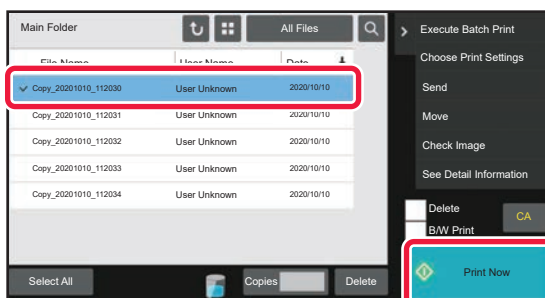 Main Folder
All Files
Execute Batch Print
Choose Print Settings
File Name User Name Date
Copy_20201010_112030 User Unknown 2020/10/10
Send
Copy_20201010_112031 User Unknown 2020/10/10
Move
Copy_20201010_112032 User Unknown 2020/10/10
Check Image
Copy_20201010_112033 User Unknown 2020/10/10
See Detail Information
Copy_20201010_112034 User Unknown 2020/10/10
Delete
CA
B/W Print
Select All
Copies
Delete
Print Now